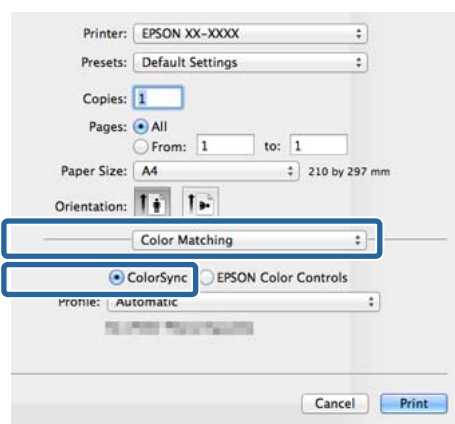 Printer: EPSON XX-XXXX
Presets: Default Settings
Copies: 1
Pages: All
From: 1 to: 1
Paper Size: A4 210 by 297 mm
Orientation:
Color Matching
ColorSync EPSON Color Controls
Profile: Automatic
Cancel Print